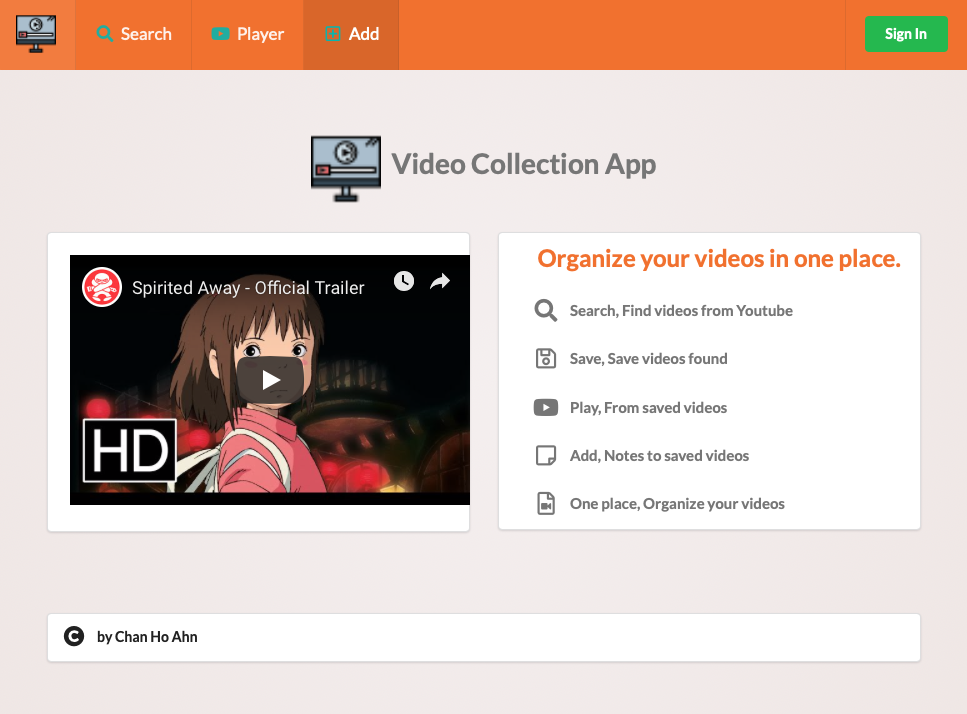 Search
Player
Add
Sign In
Video Collection App
Spirited Away - Official Trailer
HD
Organize your videos in one place.
Search, Find videos from Youtube
Save, Save videos found
Play, From saved videos
Add, Notes to saved videos
One place, Organize your videos
© by Chan Ho Ahn